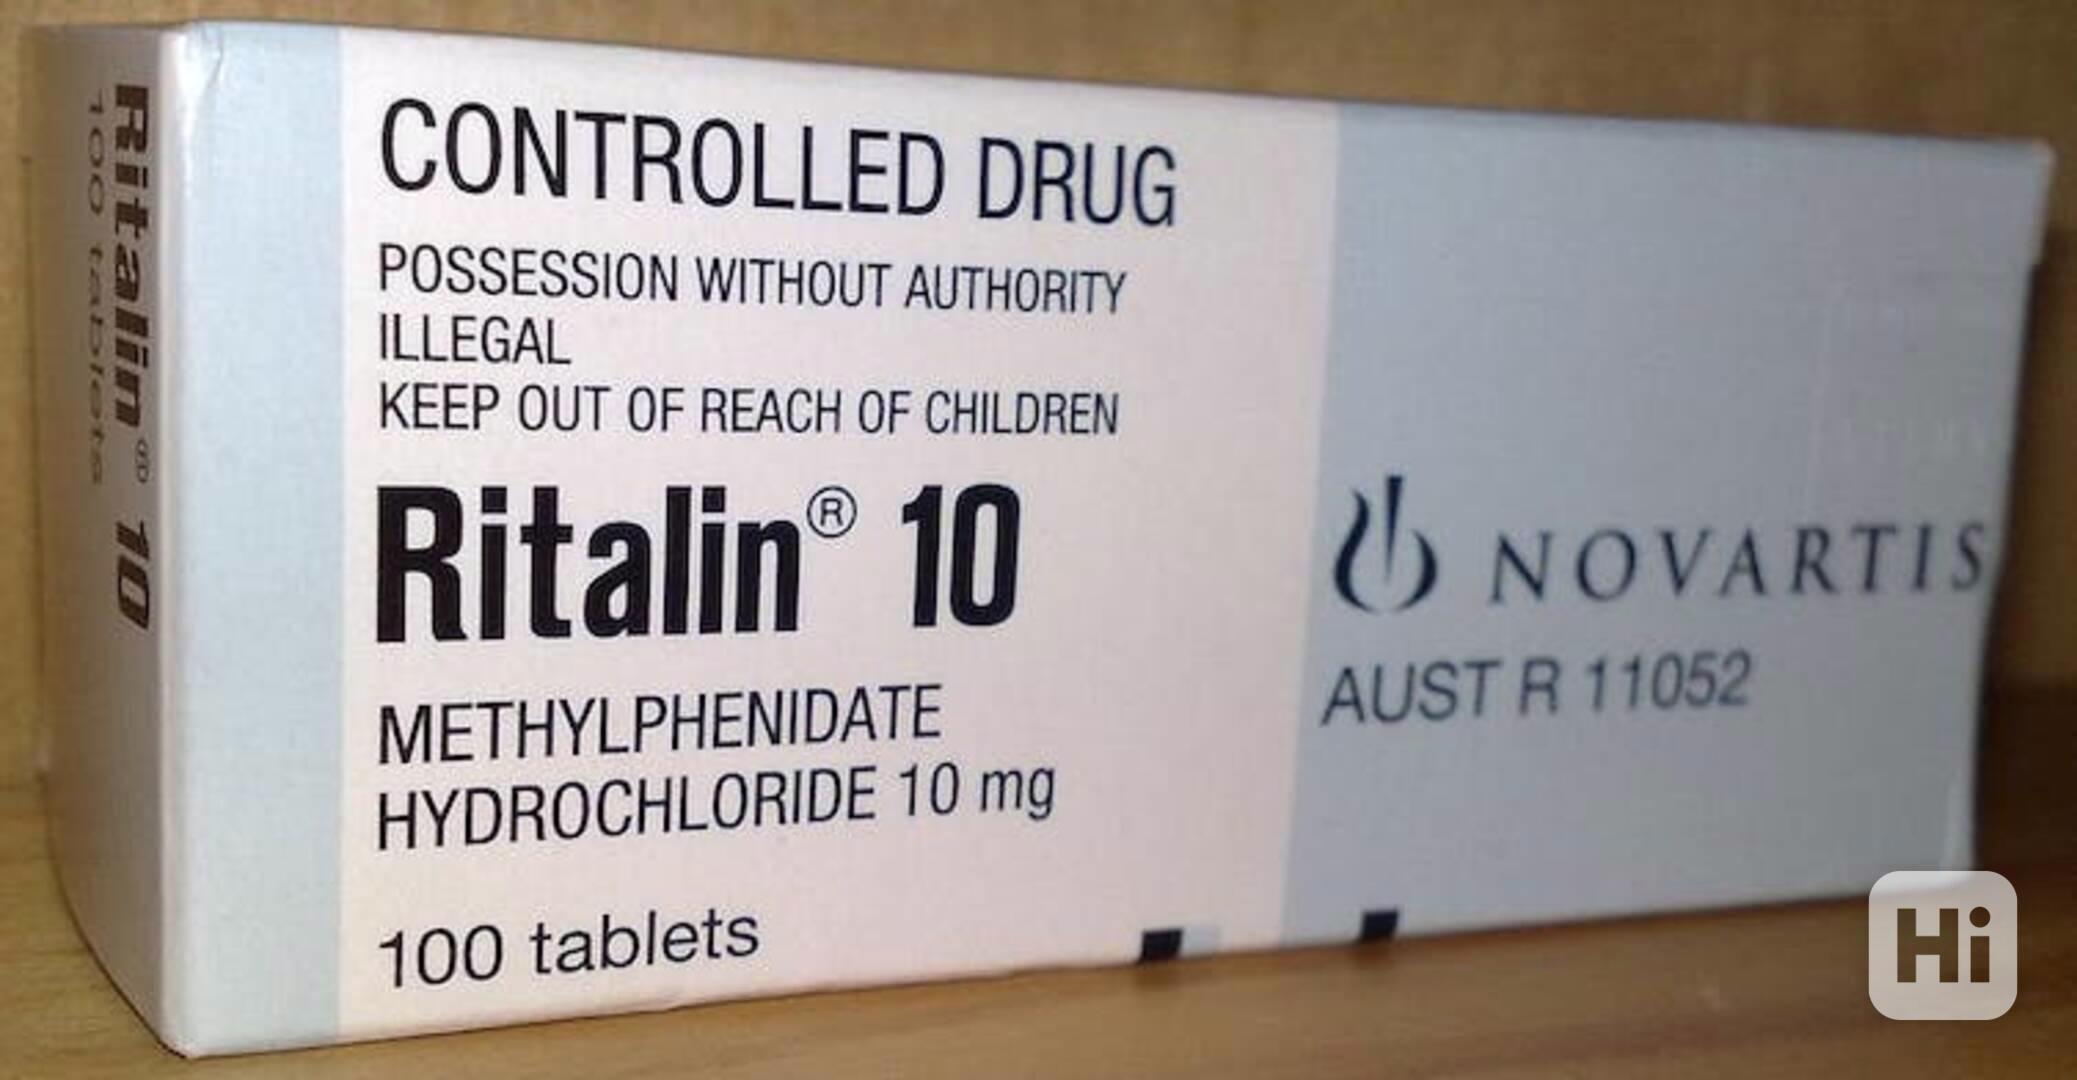 Ritalin® 10
100 tablets
CONTROLLED DRUG
POSSESSION WITHOUT AUTHORITY
ILLEGAL
KEEP OUT OF REACH OF CHILDREN
Ritalin® 10
METHYLPHENIDATE
HYDROCHLORIDE 10 mg
100 tablets
NOVARTIS
AUST R 11052
Hi